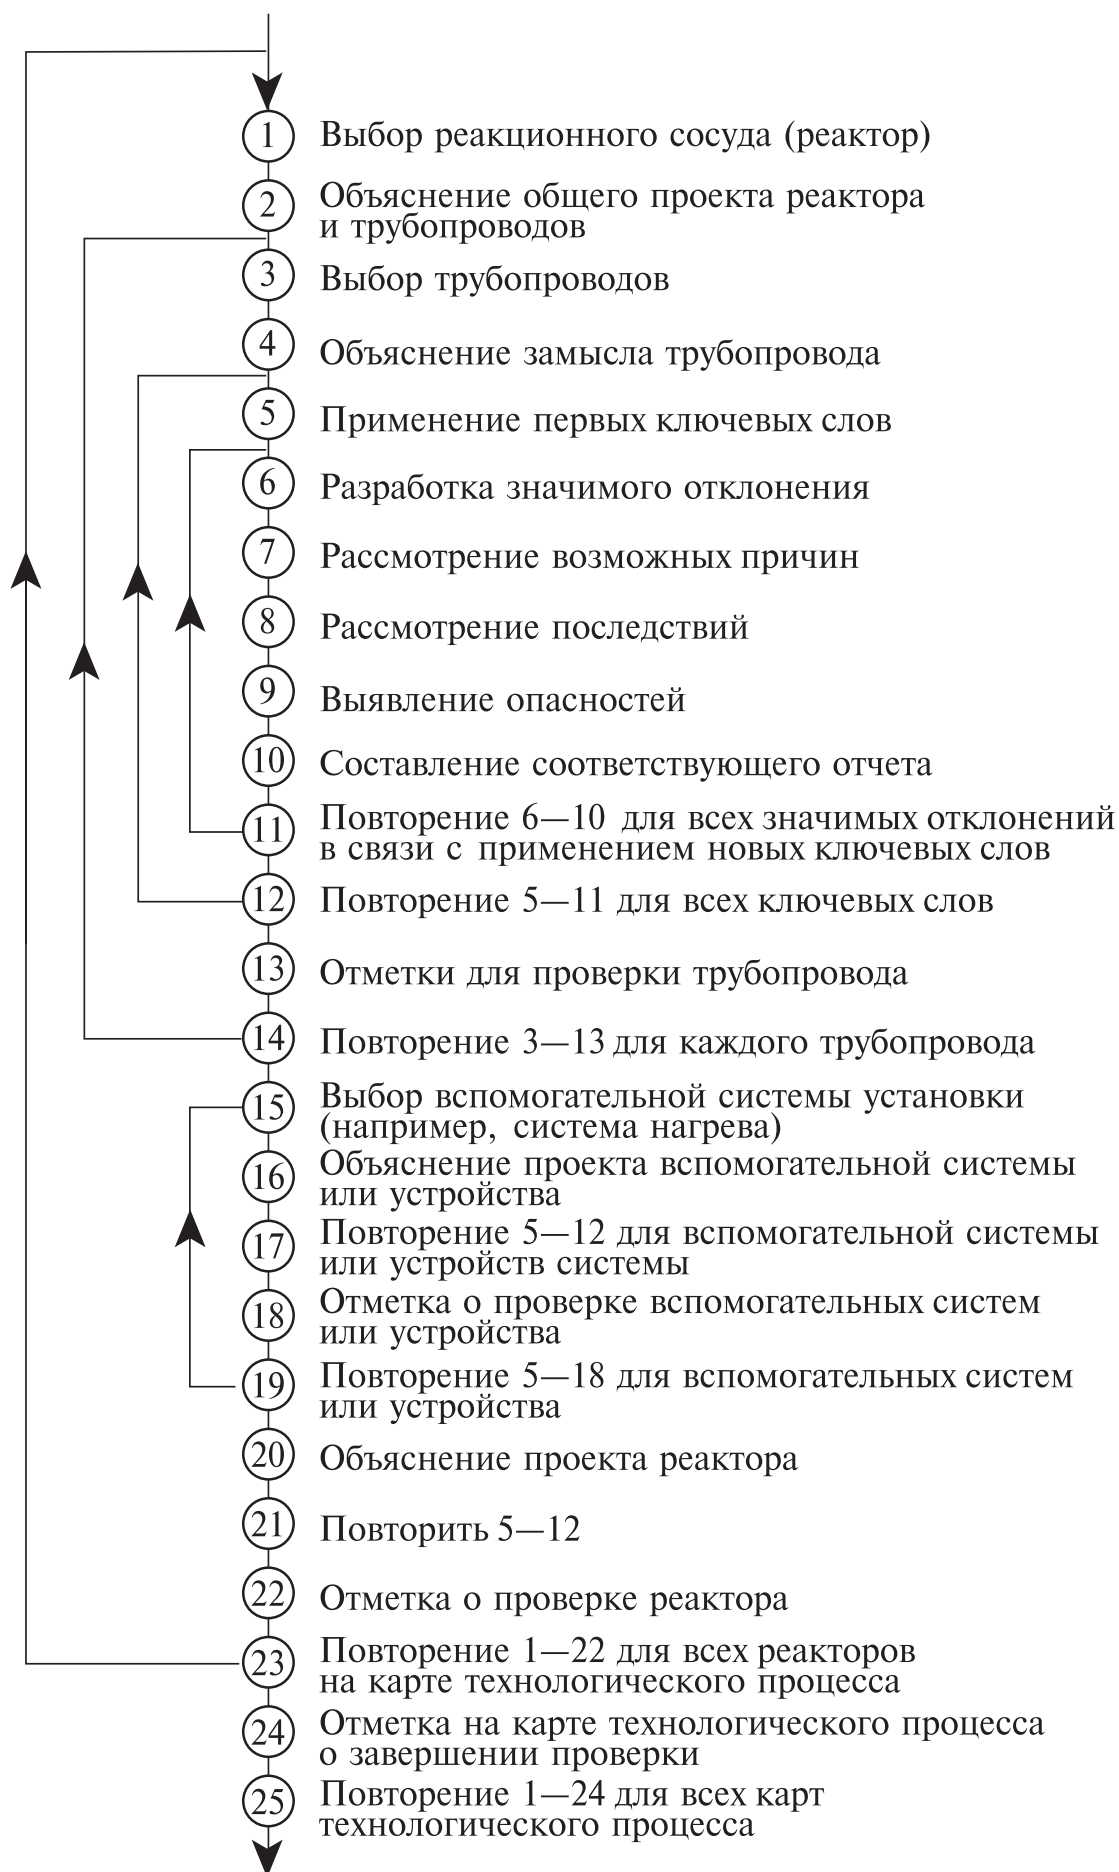 1 Выбор реакционного сосуда (реактор)
2 Объяснение общего проекта реактора
и трубопроводов
3 Выбор трубопроводов
4 Объяснение замысла трубопровода
5 Применение первых ключевых слов
6 Разработка значимого отклонения
7 Рассмотрение возможных причин
8 Рассмотрение последствий
9 Выявление опасностей
10 Составление соответствующего отчета
11 Повторение 6—10 для всех значимых отклонений
в связи с применением новых ключевых слов
12 Повторение 5—11 для всех ключевых слов
13 Отметки для проверки трубопровода
14 Повторение 3—13 для каждого трубопровода
15 Выбор вспомогательной системы установки
(например, система нагрева)
16 Объяснение проекта вспомогательной системы
или устройства
17 Повторение 5—12 для вспомогательной системы
или устройств системы
18 Отметка о проверке вспомогательных систем
или устройства
19 Повторение 5—18 для вспомогательных систем
или устройства
20 Объяснение проекта реактора
21 Повторить 5—12
22 Отметка о проверке реактора
23 Повторение 1—22 для всех реакторов
на карте технологического процесса
24 Отметка на карте технологического процесса
о завершении проверки
25 Повторение 1—24 для всех карт
технологического процесса